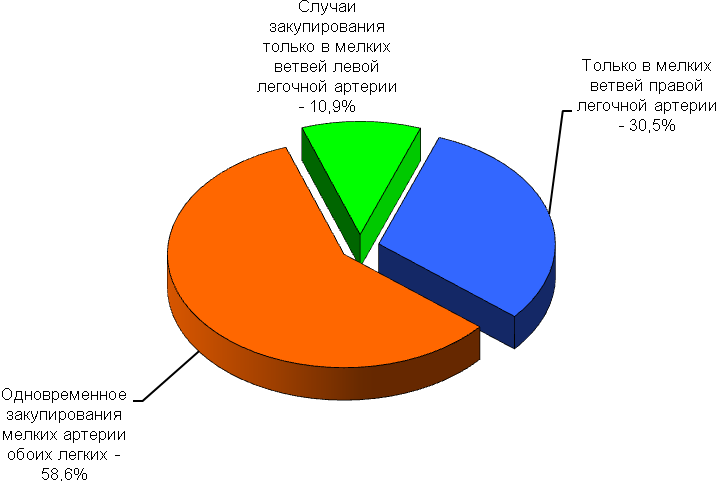 Случаи
закупирования
только в мелких
ветвей левой
легочной артерии
- 10,9%
Только в мелких
ветвей правой
легочной артерии
- 30,5%
Одновременное
закупирования
мелких артерии
обоих легких -
58,6%